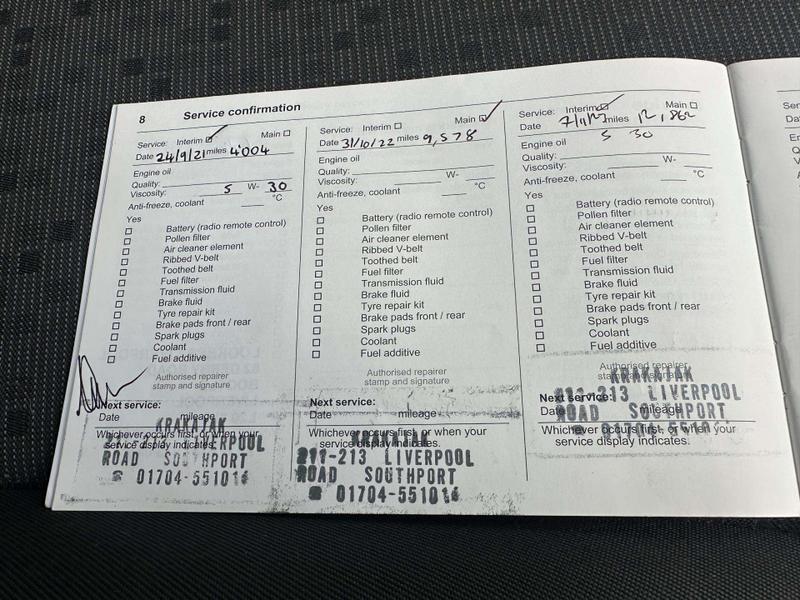 8 Service confirmation
Service: Interim Main
Date 24/9/21 miles 4'004
Engine oil
Quality:
Viscosity: 5 W- 30
Anti-freeze, coolant °C
Yes
Battery (radio remote control)
Pollen filter
Air cleaner element
Ribbed V-belt
Toothed belt
Fuel filter
Transmission fluid
Brake fluid
Tyre repair kit
Brake pads front / rear
Spark plugs
Coolant
Fuel additive
Authorised repairer
stamp and signature
Next service:
Date mileage
Whichever occurs first, or when your
service display indicates.
KRAKATAK
LIVERPOOL
ROAD SOUTHPORT
01704-551014
Service: Interim Main
Date 31/10/22 miles 9,578
Engine oil
Quality:
Viscosity: W-
Anti-freeze, coolant °C
Yes
Battery (radio remote control)
Pollen filter
Air cleaner element
Ribbed V-belt
Toothed belt
Fuel filter
Transmission fluid
Brake fluid
Tyre repair kit
Brake pads front / rear
Spark plugs
Coolant
Fuel additive
Authorised repairer
stamp and signature
Next service:
Date mileage
Whichever occurs first, or when your
service display indicates.
KRAKATAK
211-213 LIVERPOOL
ROAD SOUTHPORT
01704-551014
Service: Interim Main
Date miles 12,862
5 30
Engine oil
Quality: W-
Viscosity:
Anti-freeze, coolant °C
Yes
Battery (radio remote control)
Pollen filter
Air cleaner element
Ribbed V-belt
Toothed belt
Fuel filter
Transmission fluid
Brake fluid
Tyre repair kit
Brake pads front / rear
Spark plugs
Coolant
Fuel additive
Authorised repairer
stamp and signature
KRAKATAK
LIVERPOOL
ROAD SOUTHPORT
Next service:
Date mileage
Whichever occurs first, or when your
service display indicates.